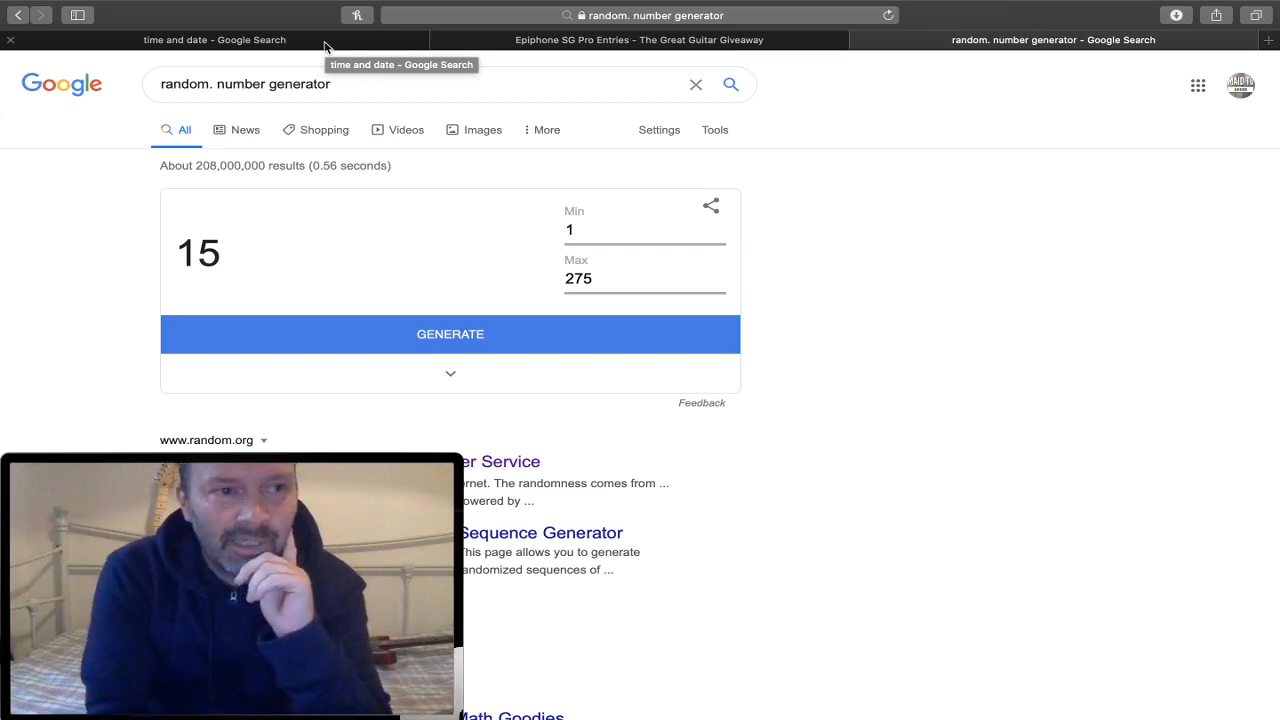 random. number generator
time and date - Google Search
Epiphone SG Pro Entries - The Great Guitar Giveaway
random. number generator - Google Search
time and date - Google Search
Google
random. number generator
All
News
Shopping
Videos
Images
More
Settings
Tools
About 208,000,000 results (0.56 seconds)
15
Min
1
Max
275
GENERATE
Feedback
www.random.org
er Service
ernet. The randomness comes from ...
owered by ...
Sequence Generator
This page allows you to generate
andomized sequences of ...
Math Goodies